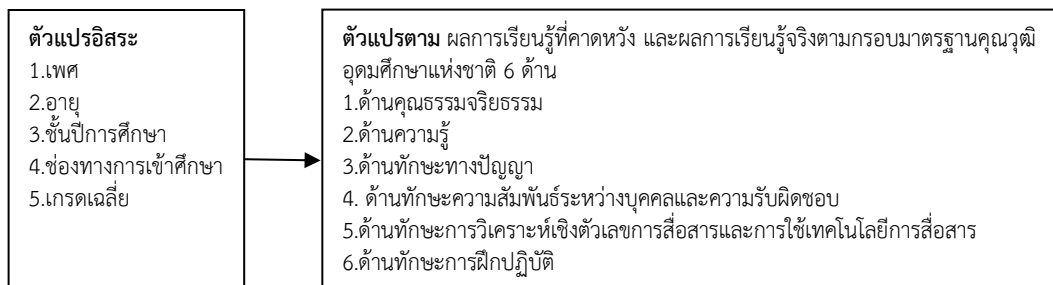 ตัวแปรอิสระ
1.เพศ
2.อายุ
3.ชั้นปีการศึกษา
4.ช่องทางการเข้าศึกษา
5.เกรดเฉลี่ย
ตัวแปรตาม ผลการเรียนรู้ที่คาดหวัง และผลการเรียนรู้จริงตามกรอบมาตรฐานคุณวุฒิ
อุดมศึกษาแห่งชาติ 6 ด้าน
1.ด้านคุณธรรมจริยธรรม
2.ด้านความรู้
3.ด้านทักษะทางปัญญา
4. ด้านทักษะความสัมพันธ์ระหว่างบุคคลและความรับผิดชอบ
5.ด้านทักษะการวิเคราะห์เชิงตัวเลขการสื่อสารและการใช้เทคโนโลยีการสื่อสาร
6.ด้านทักษะการฝึกปฏิบัติ